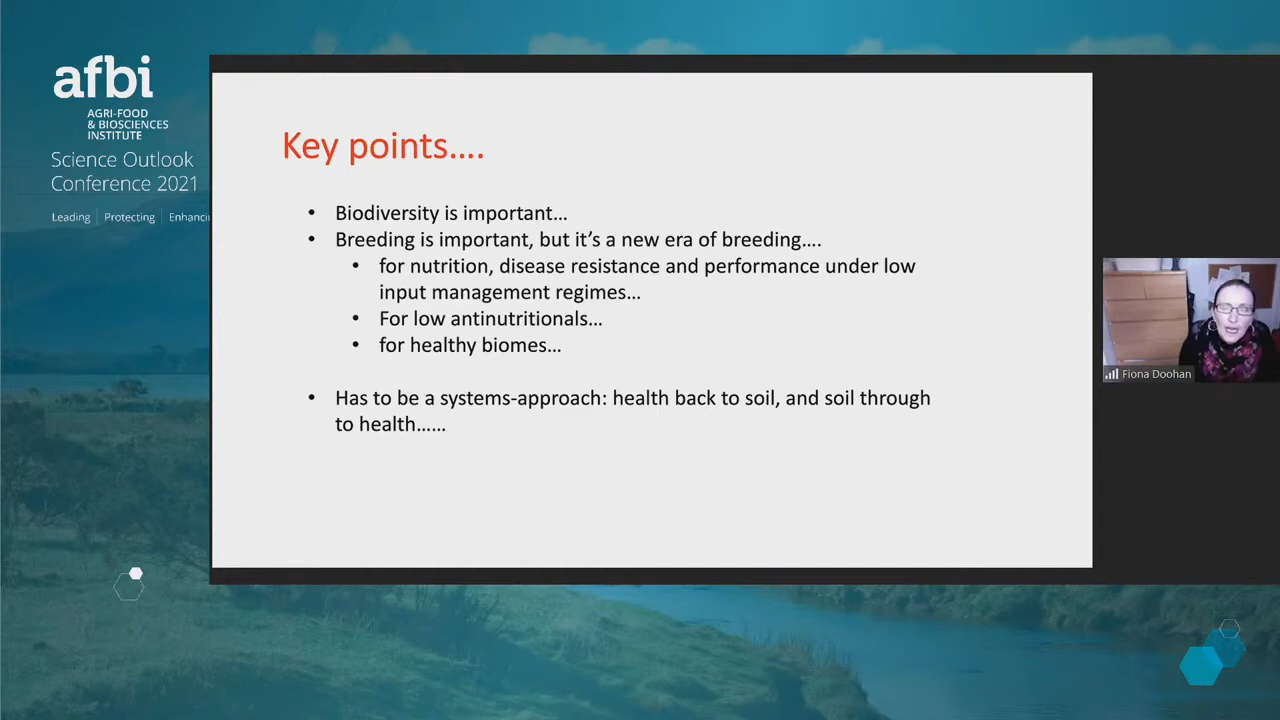 afbi
AGRI-FOOD
& BIOSCIENCES
INSTITUTE
Science Outlook
Conference 2021
Leading | Protecting | Enhanci
Key points....
• Biodiversity is important...
• Breeding is important, but it's a new era of breeding....
• for nutrition, disease resistance and performance under low
input management regimes...
• For low antinutritionals...
• for healthy biomes...
• Has to be a systems-approach: health back to soil, and soil through
to health......
Fiona Doohan